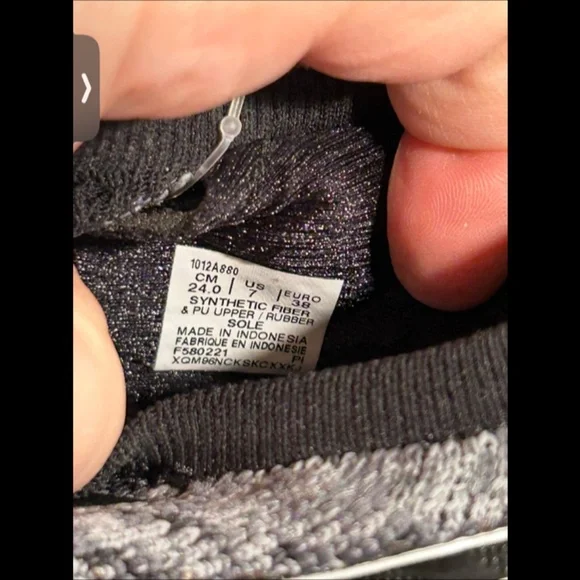 1012A880
CM | US | EURO
24.0 7 38
SYNTHETIC FIBER
& PU UPPER / RUBBER
SOLE
MADE IN INDONESIA
FABRIQUE EN INDONESIE
F580221 PI